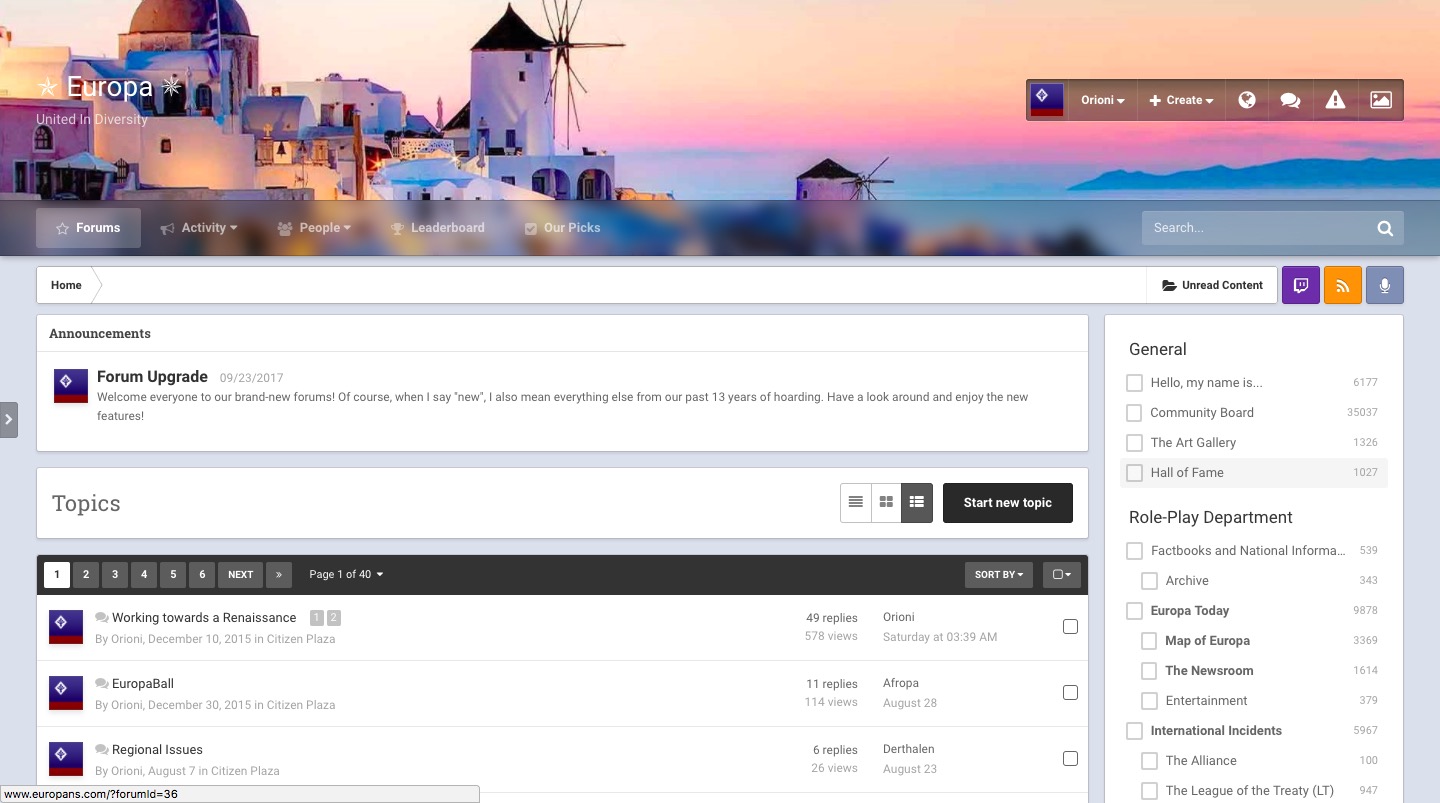 ✯ Europa ✵
United In Diversity
Orioni
Create
Forums
Activity
People
Leaderboard
Our Picks
Search...
Home
Unread Content
Announcements
Forum Upgrade 09/23/2017
Welcome everyone to our brand-new forums! Of course, when I say "new", I also mean everything else from our past 13 years of hoarding. Have a look around and enjoy the new
features!
Topics
Start new topic
1 2 3 4 5 6 NEXT » Page 1 of 40
SORT BY
Working towards a Renaissance 1 2
By Orioni, December 10, 2015 in Citizen Plaza
49 replies
578 views
Orioni
Saturday at 03:39 AM
EuropaBall
By Orioni, December 30, 2015 in Citizen Plaza
11 replies
114 views
Afropa
August 28
Regional Issues
By Orioni, August 7 in Citizen Plaza
6 replies
26 views
Derthalen
August 23
General
Hello, my name is... 6177
Community Board 35037
The Art Gallery 1326
Hall of Fame 1027
Role-Play Department
Factbooks and National Informa... 539
Archive 343
Europa Today 9878
Map of Europa 3369
The Newsroom 1614
Entertainment 379
International Incidents 5967
The Alliance 100
The League of the Treaty (LT) 947
www.europans.com/?forumId=36